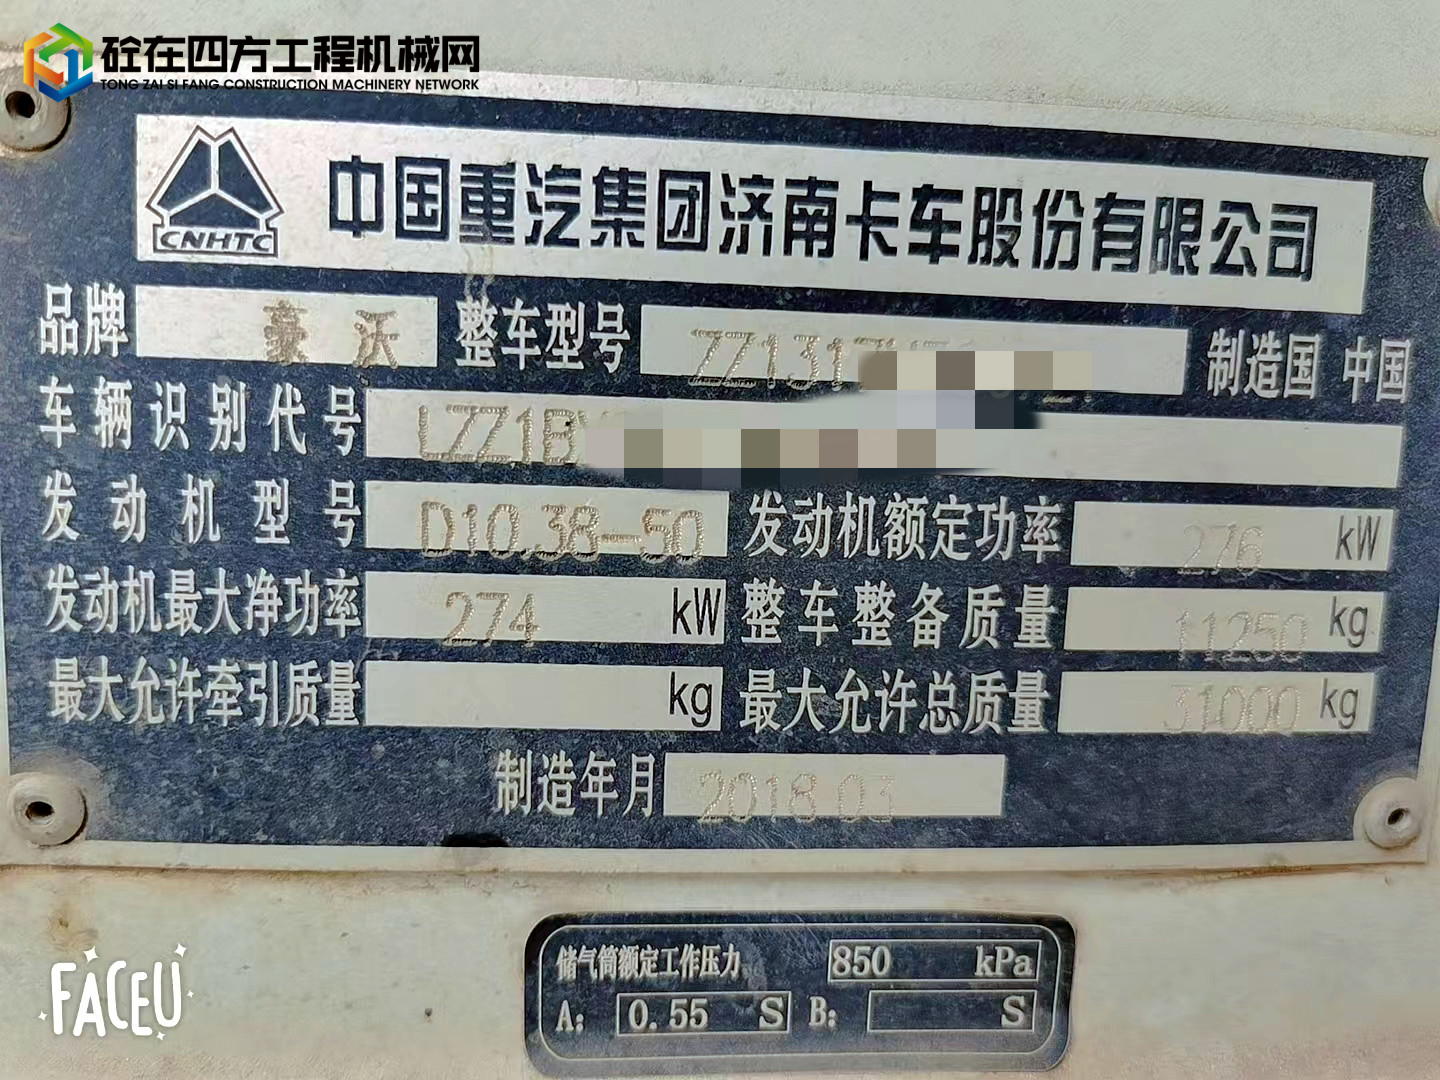 砼在四方工程机械网
TONG ZAI SI FANG CONSTRUCTION MACHINERY NETWORK
CNHTC 中国重汽集团济南卡车股份有限公司
品牌 豪沃 整车型号 ZZ131 制造国 中国
车辆识别代号 LZZ1B
发动机型号 D10.38-50 发动机额定功率 276 kW
发动机最大净功率 274 kW 整车整备质量 11250 kg
最大允许牵引质量 kg 最大允许总质量 31000 kg
制造年月 2018.03
储气筒额定工作压力 850 kPa
A: 0.55 S B: S
FACEU